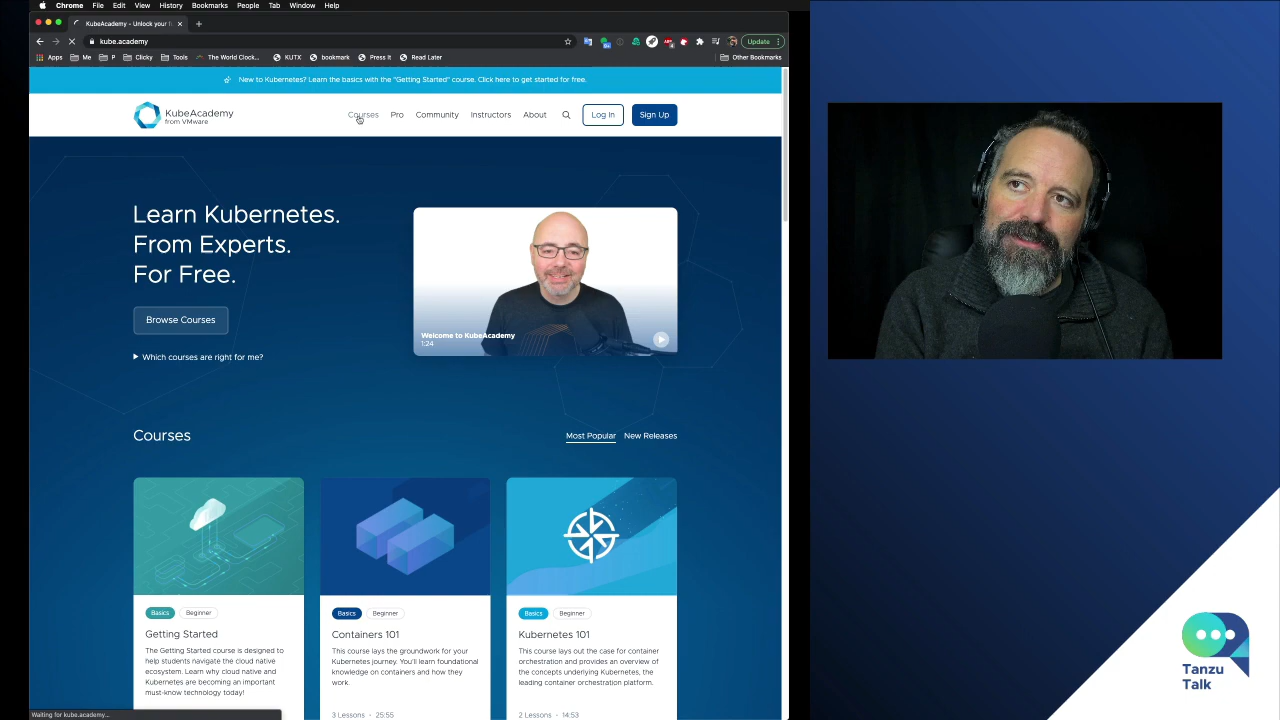 Chrome File Edit View History Bookmarks People Tab Window Help
KubeAcademy - Unlock your f
kube.academy
Update
Apps Me P Clicky Tools The World Clock... KUTX bookmark Press It Read Later Other Bookmarks
New to Kubernetes? Learn the basics with the "Getting Started" course. Click here to get started for free.
KubeAcademy
from VMware
Courses Pro Community Instructors About Log In Sign Up
Learn Kubernetes.
From Experts.
For Free.
Browse Courses
Which courses are right for me?
Welcome to KubeAcademy
1:24
Courses
Most Popular New Releases
Basics Beginner
Getting Started
The Getting Started course is designed to
help students navigate the cloud native
ecosystem. Learn why cloud native and
Kubernetes are becoming an important
must-know technology today!
Basics Beginner
Containers 101
This course lays the groundwork for your
Kubernetes journey. You'll learn foundational
knowledge on containers and how they
work.
3 Lessons • 25:55
Basics Beginner
Kubernetes 101
This course lays out the case for container
orchestration and provides an overview of
the concepts underlying Kubernetes, the
leading container orchestration platform.
2 Lessons • 14:53
Waiting for kube.academy...
Tanzu
Talk